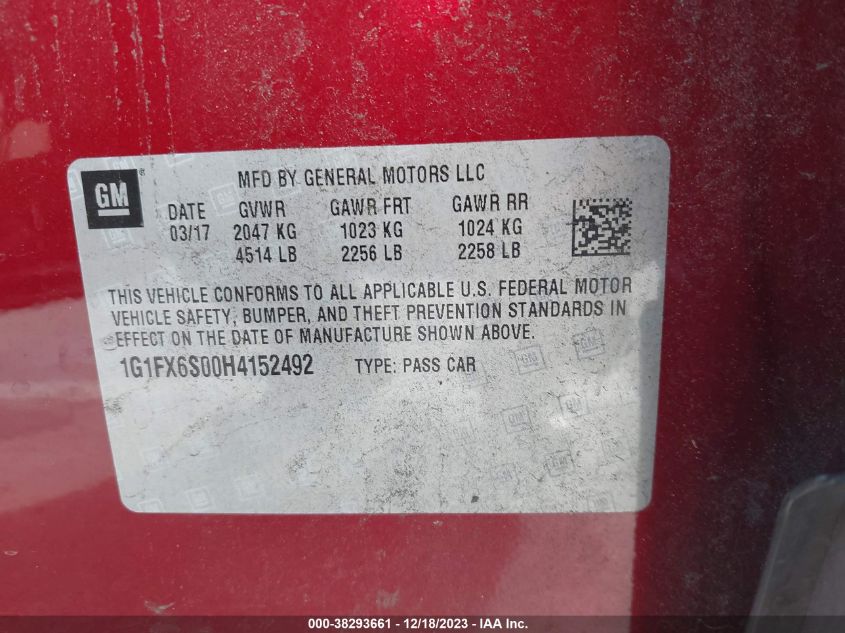 GM ®
MFD BY GENERAL MOTORS LLC
DATE GVWR GAWR FRT GAWR RR
03/17 2047 KG 1023 KG 1024 KG
4514 LB 2256 LB 2258 LB
THIS VEHICLE CONFORMS TO ALL APPLICABLE U.S. FEDERAL MOTOR
VEHICLE SAFETY, BUMPER, AND THEFT PREVENTION STANDARDS IN
EFFECT ON THE DATE OF MANUFACTURE SHOWN ABOVE.
1G1FX6S00H4152492 TYPE: PASS CAR
000-38293661 - 12/18/2023 - IAA Inc.